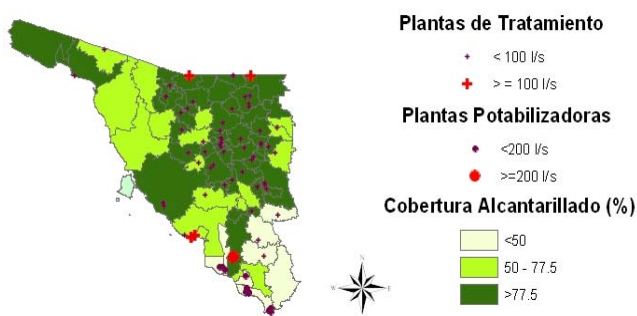 Plantas de Tratamiento
< 100 l/s
> = 100 l/s
Plantas Potabilizadoras
<200 l/s
>=200 l/s
Cobertura Alcantarillado (%)
<50
50 - 77.5
>77.5
N
W
E
S